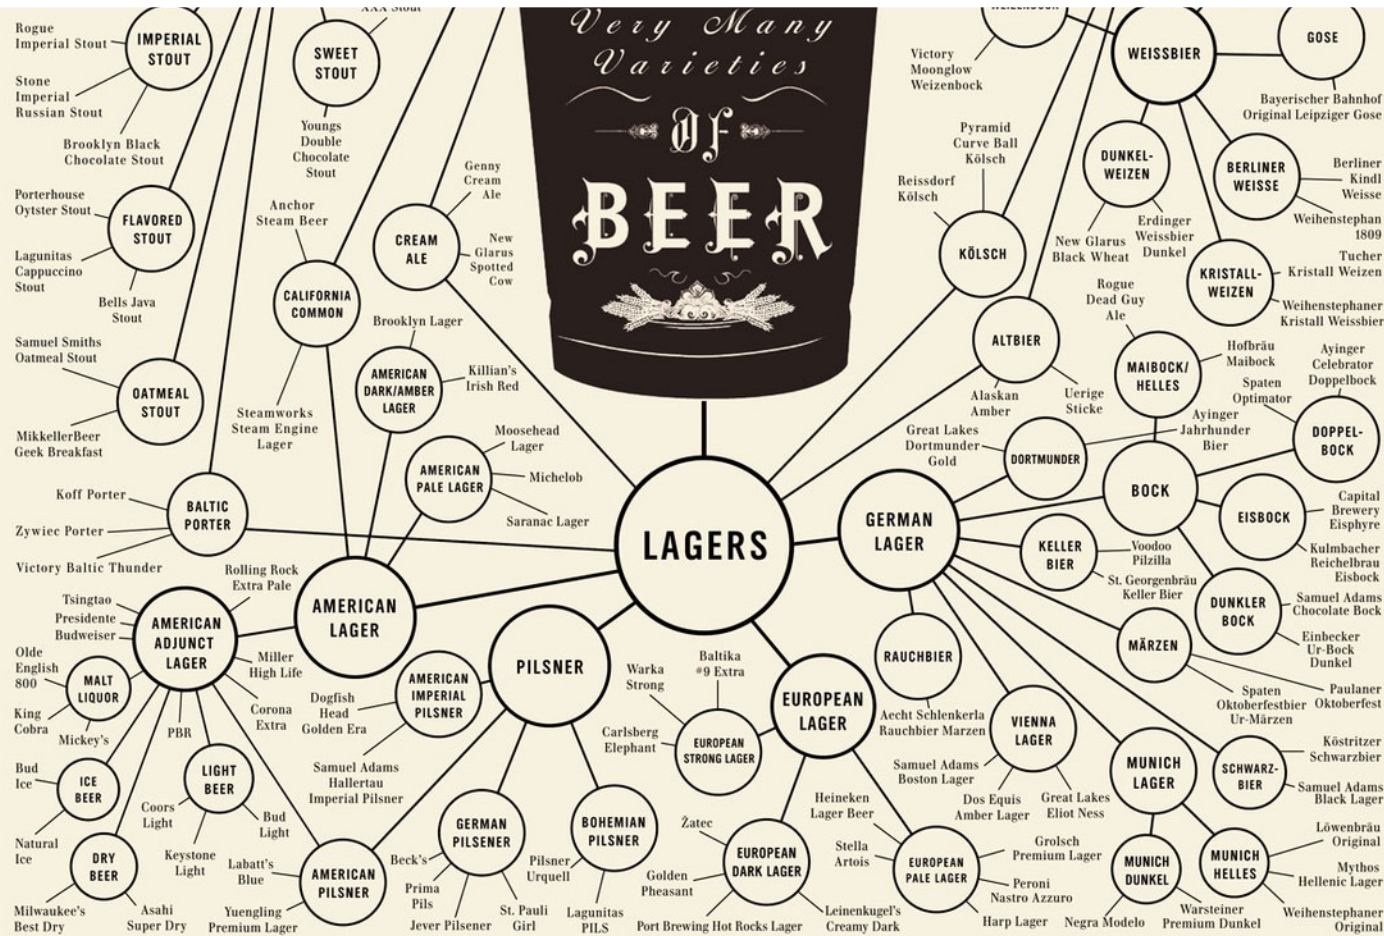 Very Many
Varieties
OF
BEER
Rogue
Imperial Stout
IMPERIAL
STOUT
Stone
Imperial
Russian Stout
Brooklyn Black
Chocolate Stout
XXX Stout
SWEET
STOUT
Youngs
Double
Chocolate
Stout
Porterhouse
Oytster Stout
FLAVORED
STOUT
Lagunitas
Cappuccino
Stout
Bells Java
Stout
Samuel Smiths
Oatmeal Stout
OATMEAL
STOUT
MikkellerBeer
Geek Breakfast
Anchor
Steam Beer
CALIFORNIA
COMMON
Steamworks
Steam Engine
Lager
Genny
Cream
Ale
CREAM
ALE
New
Glarus
Spotted
Cow
Brooklyn Lager
AMERICAN
DARK/AMBER
LAGER
Killian's
Irish Red
Moosehead
Lager
AMERICAN
PALE LAGER
Michelob
Saranac Lager
Koff Porter
BALTIC
PORTER
Zywiec Porter
Victory Baltic Thunder
LAGERS
AMERICAN
LAGER
Rolling Rock
Extra Pale
Tsingtao
Presidente
Budweiser
AMERICAN
ADJUNCT
LAGER
Miller
High Life
Corona
Extra
PBR
Olde
English
800
MALT
LIQUOR
King
Cobra
Mickey's
Bud
Ice
ICE
BEER
Natural
Ice
LIGHT
BEER
Coors
Light
Bud
Light
Keystone
Light
DRY
BEER
Milwaukee's
Best Dry
Asahi
Super Dry
Labatt's
Blue
AMERICAN
PILSNER
Yuengling
Premium Lager
PILSNER
AMERICAN
IMPERIAL
PILSNER
Dogfish
Head
Golden Era
Samuel Adams
Hallertau
Imperial Pilsner
GERMAN
PILSENER
Beck's
Prima
Pils
Jever Pilsener
St. Pauli
Girl
BOHEMIAN
PILSNER
Pilsner
Urquell
Lagunitas
PILS
EUROPEAN
LAGER
Warka
Strong
Baltika
#9 Extra
Carlsberg
Elephant
EUROPEAN
STRONG LAGER
Žatec
EUROPEAN
DARK LAGER
Golden
Pheasant
Port Brewing Hot Rocks Lager
Leinenkugel's
Creamy Dark
Heineken
Lager Beer
Stella
Artois
EUROPEAN
PALE LAGER
Grolsch
Premium Lager
Peroni
Nastro Azzuro
Harp Lager
WEIZENBOCK
Victory
Moonglow
Weizenbock
WEISSBIER
GOSE
Bayerischer Bahnhof
Original Leipziger Gose
DUNKEL-
WEIZEN
New Glarus
Black Wheat
Erdinger
Weissbier
Dunkel
BERLINER
WEISSE
Berliner
Kindl
Weisse
Weihenstephan
1809
KRISTALL-
WEIZEN
Tucher
Kristall Weizen
Weihenstephaner
Kristall Weissbier
Pyramid
Curve Ball
Kölsch
Reissdorf
Kölsch
KÖLSCH
ALTBIER
Alaskan
Amber
Uerige
Sticke
GERMAN
LAGER
Great Lakes
Dortmunder
Gold
DORTMUNDER
Ayinger
Jahrhunder
Bier
Rogue
Dead Guy
Ale
MAIBOCK/
HELLES
Hofbräu
Maibock
BOCK
Ayinger
Celebrator
Doppelbock
Spaten
Optimator
DOPPEL-
BOCK
EISBOCK
Capital
Brewery
Eisphyre
Kulmbacher
Reichelbrau
Eisbock
DUNKLER
BOCK
Samuel Adams
Chocolate Bock
Einbecker
Ur-Bock
Dunkel
KELLER
BIER
Voodoo
Pilzilla
St. Georgenbräu
Keller Bier
MÄRZEN
Spaten
Oktoberfestbier
Ur-Märzen
Paulaner
Oktoberfest
RAUCHBIER
Aecht Schlenkerla
Rauchbier Marzen
VIENNA
LAGER
Samuel Adams
Boston Lager
Dos Equis
Amber Lager
Great Lakes
Eliot Ness
SCHWARZ-
BIER
Köstritzer
Schwarzbier
Samuel Adams
Black Lager
MUNICH
LAGER
MUNICH
DUNKEL
Negra Modelo
Warsteiner
Premium Dunkel
MUNICH
HELLES
Löwenbräu
Original
Mythos
Hellenic Lager
Weihenstephaner
Original